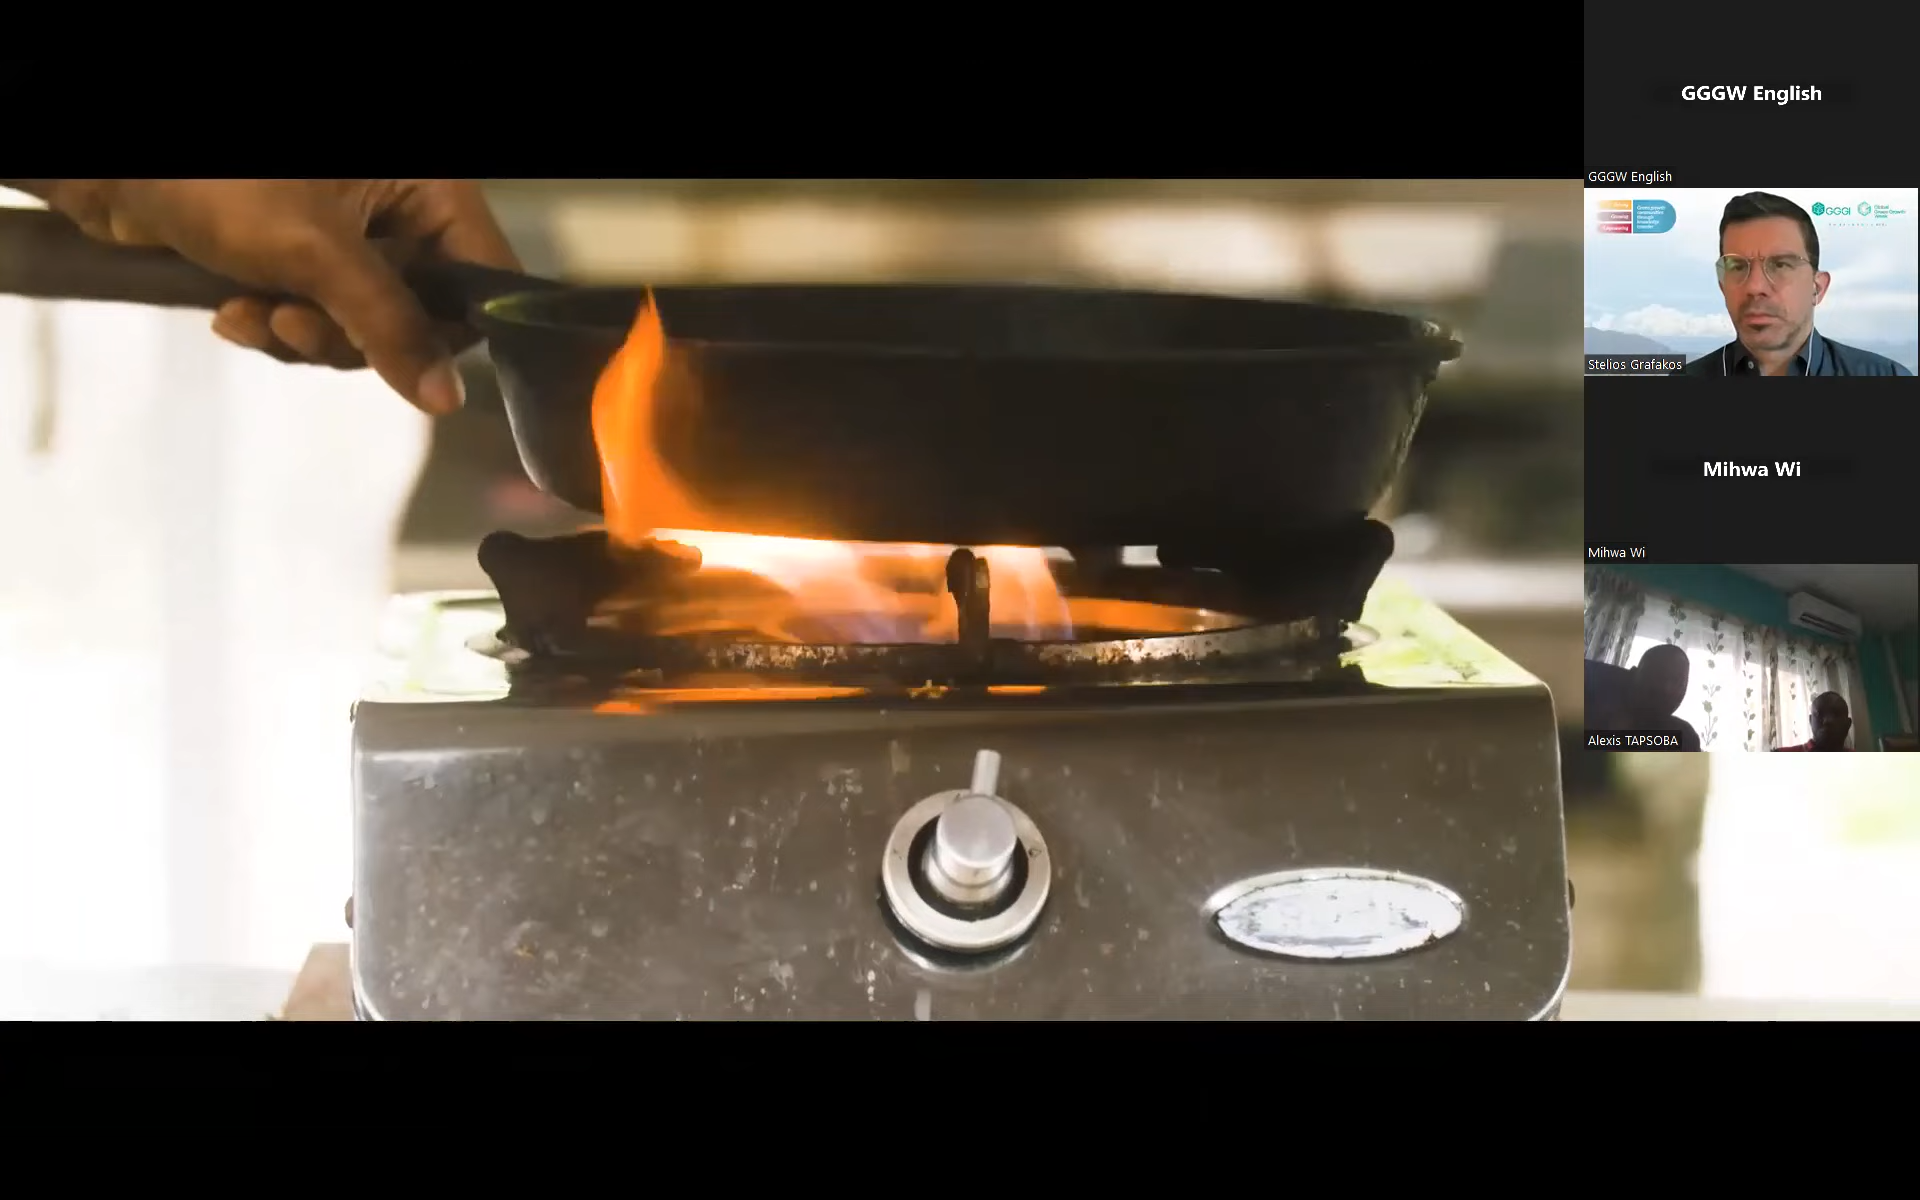 GGGW English
GGGW English
GGGI
Stelios Grafakos
Mihwa Wi
Mihwa Wi
Alexis TAPSOBA